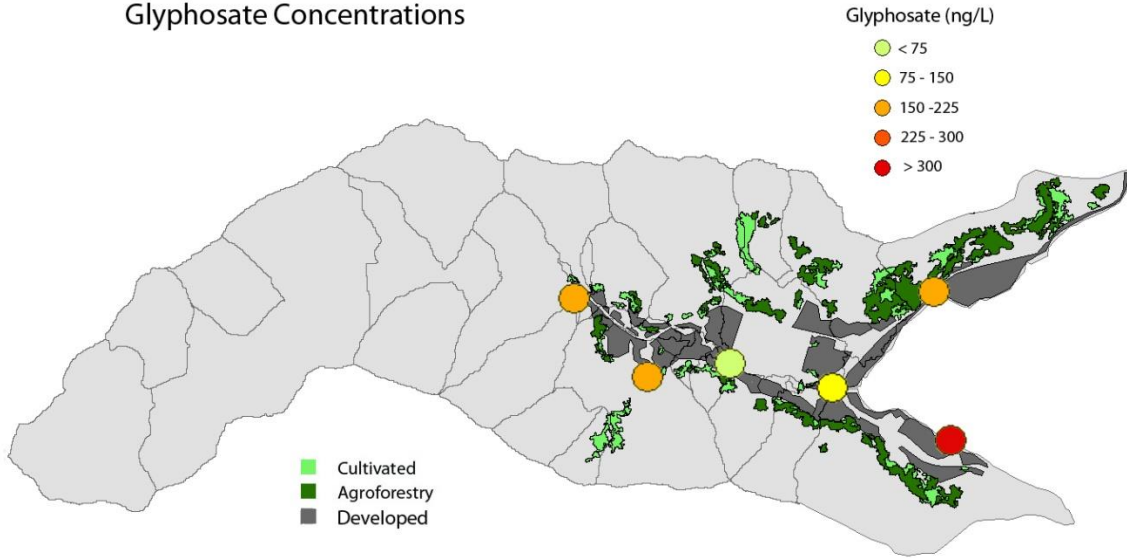 Glyphosate Concentrations
Glyphosate (ng/L)
< 75
75 - 150
150 -225
225 - 300
> 300
Cultivated
Agroforestry
Developed